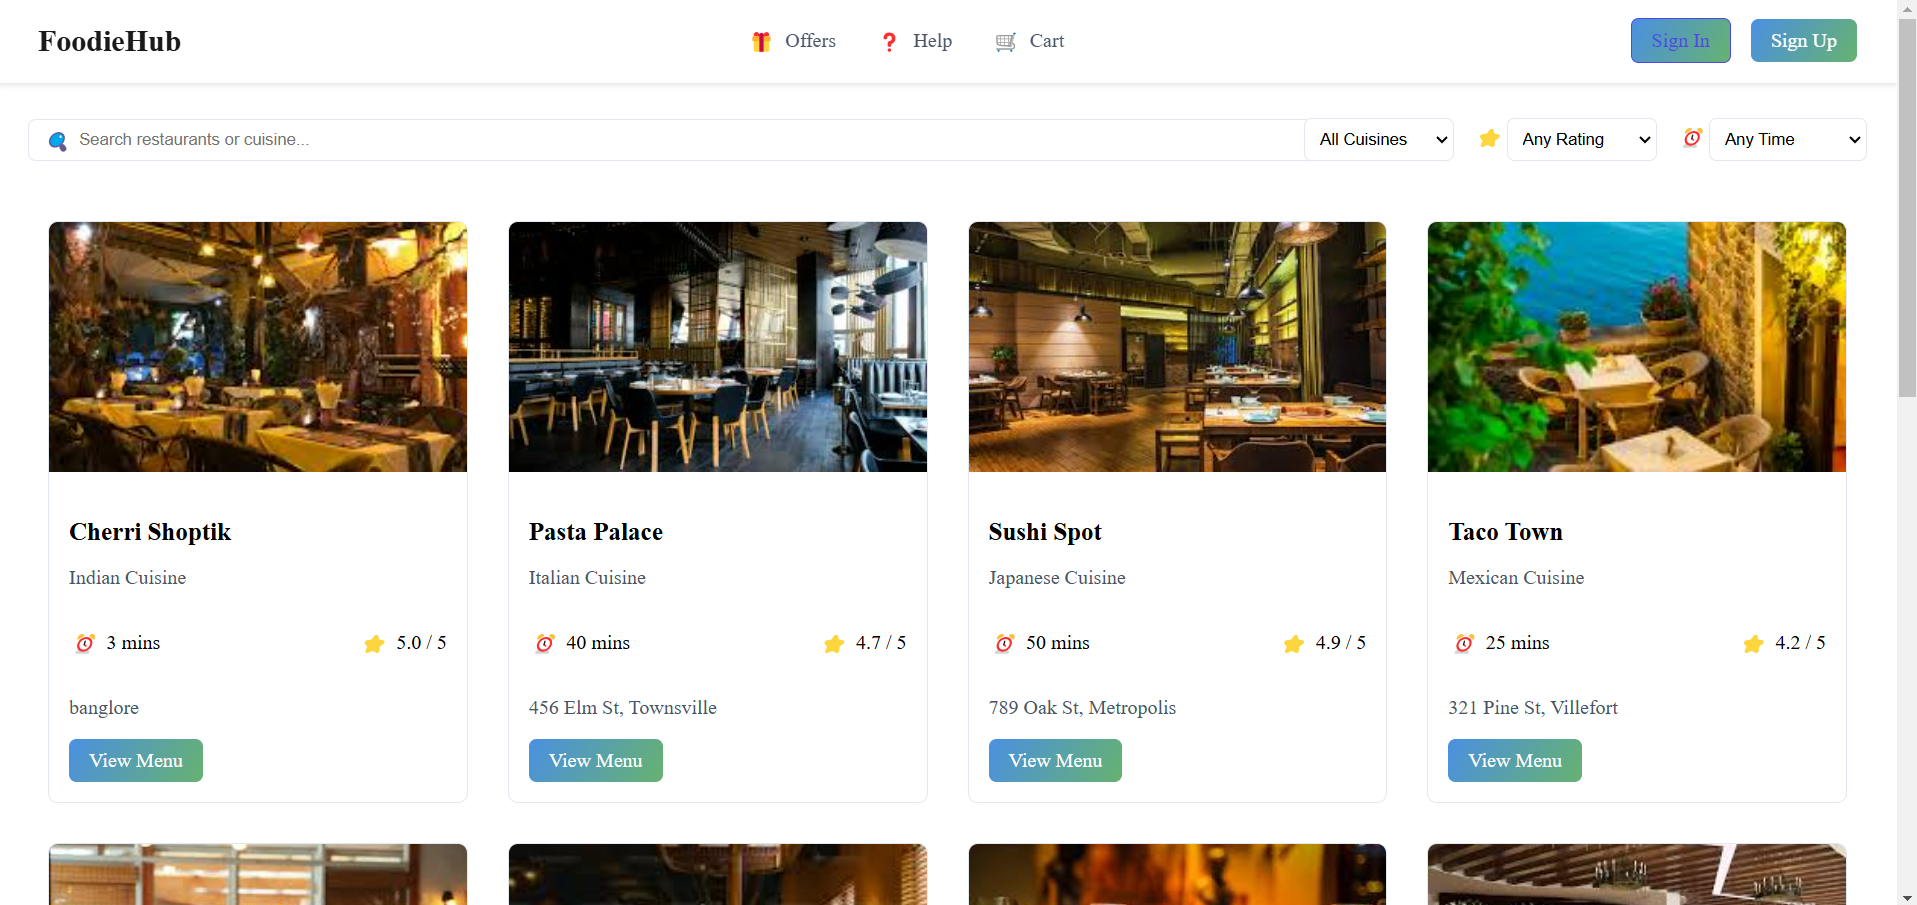 FoodieHub
Offers
Help
Cart
Sign In
Sign Up
Search restaurants or cuisine...
All Cuisines
Any Rating
Any Time
Cherri Shoptik
Indian Cuisine
3 mins
5.0 / 5
banglore
View Menu
Pasta Palace
Italian Cuisine
40 mins
4.7 / 5
456 Elm St, Townsville
View Menu
Sushi Spot
Japanese Cuisine
50 mins
4.9 / 5
789 Oak St, Metropolis
View Menu
Taco Town
Mexican Cuisine
25 mins
4.2 / 5
321 Pine St, Villefort
View Menu